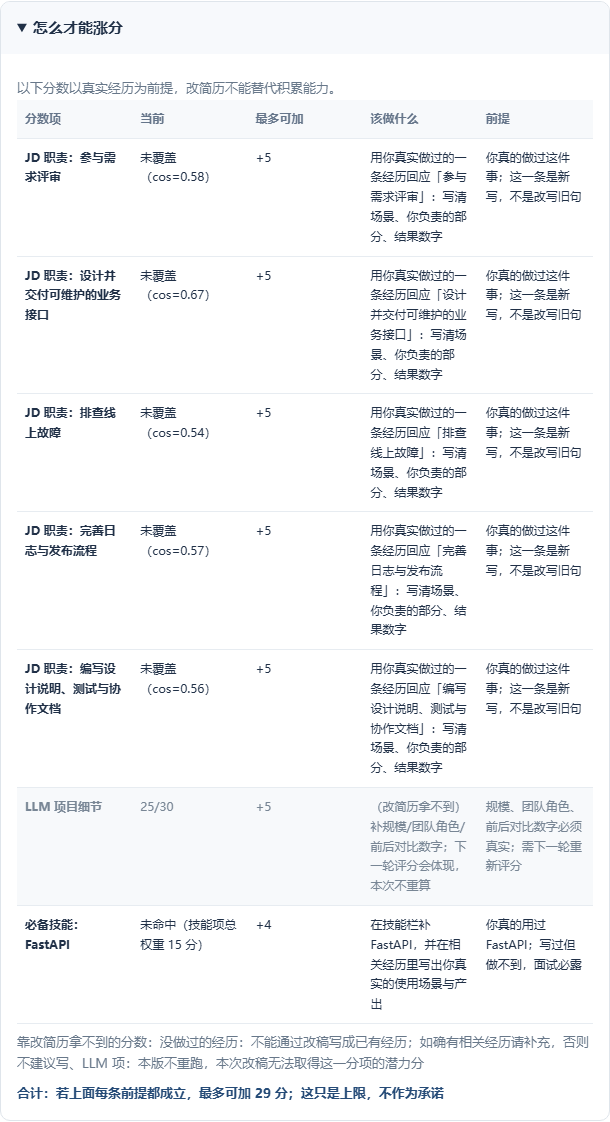 ▼ 怎么才能涨分
以下分数以真实经历为前提，改简历不能替代积累能力。
分数项 当前 最多可加 该做什么 前提
JD 职责：参与需 未覆盖 +5 用你真实做过的一 你真的做过这件
求评审 （cos=0.58） 条经历回应「参与 事；这一条是新
需求评审」：写清 写，不是改写旧句
场景、你负责的部
分、结果数字
JD 职责：设计并 未覆盖 +5 用你真实做过的一 你真的做过这件
交付可维护的业务 （cos=0.67） 条经历回应「设计 事；这一条是新
接口 并交付可维护的业 写，不是改写旧句
务接口」：写清场
景、你负责的部
分、结果数字
JD 职责：排查线 未覆盖 +5 用你真实做过的一 你真的做过这件
上故障 （cos=0.54） 条经历回应「排查 事；这一条是新
线上故障」：写清 写，不是改写旧句
场景、你负责的部
分、结果数字
JD 职责：完善日 未覆盖 +5 用你真实做过的一 你真的做过这件
志与发布流程 （cos=0.57） 条经历回应「完善 事；这一条是新
日志与发布流 写，不是改写旧句
程」：写清场景、
你负责的部分、结
果数字
JD 职责：编写设 未覆盖 +5 用你真实做过的一 你真的做过这件
计说明、测试与协 （cos=0.56） 条经历回应「编写 事；这一条是新
作文档 设计说明、测试与 写，不是改写旧句
协作文档」：写清
场景、你负责的部
分、结果数字
LLM 项目细节 25/30 +5 （改简历拿不到） 规模、团队角色、
补规模/团队角色/ 前后对比数字必须
前后对比数字；下 真实；需下一轮重
一轮评分会体现， 新评分
本次不重算
必备技能： 未命中（技能项总 +4 在技能栏补 你真的用过
FastAPI 权重 15 分） FastAPI，并在相 FastAPI；写过但
关经历里写出你真 做不到，面试必露
实的使用场景与产
出
靠改简历拿不到的分数：没做过的经历：不能通过改稿写成已有经历；如确有相关经历请补充，否则
不建议写、LLM 项：本版不重跑，本次改稿无法取得这一分项的潜力分
合计：若上面每条前提都成立，最多可加 29 分；这只是上限，不作为承诺